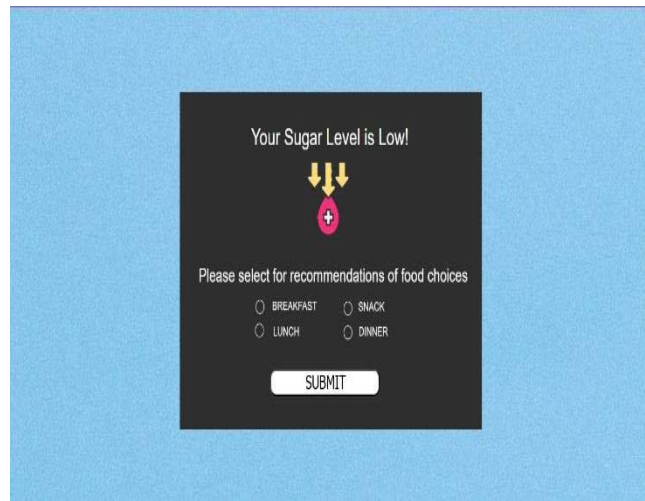 Your Sugar Level is Low!
Please select for recommendations of food choices
BREAKFAST SNACK
LUNCH DINNER
SUBMIT